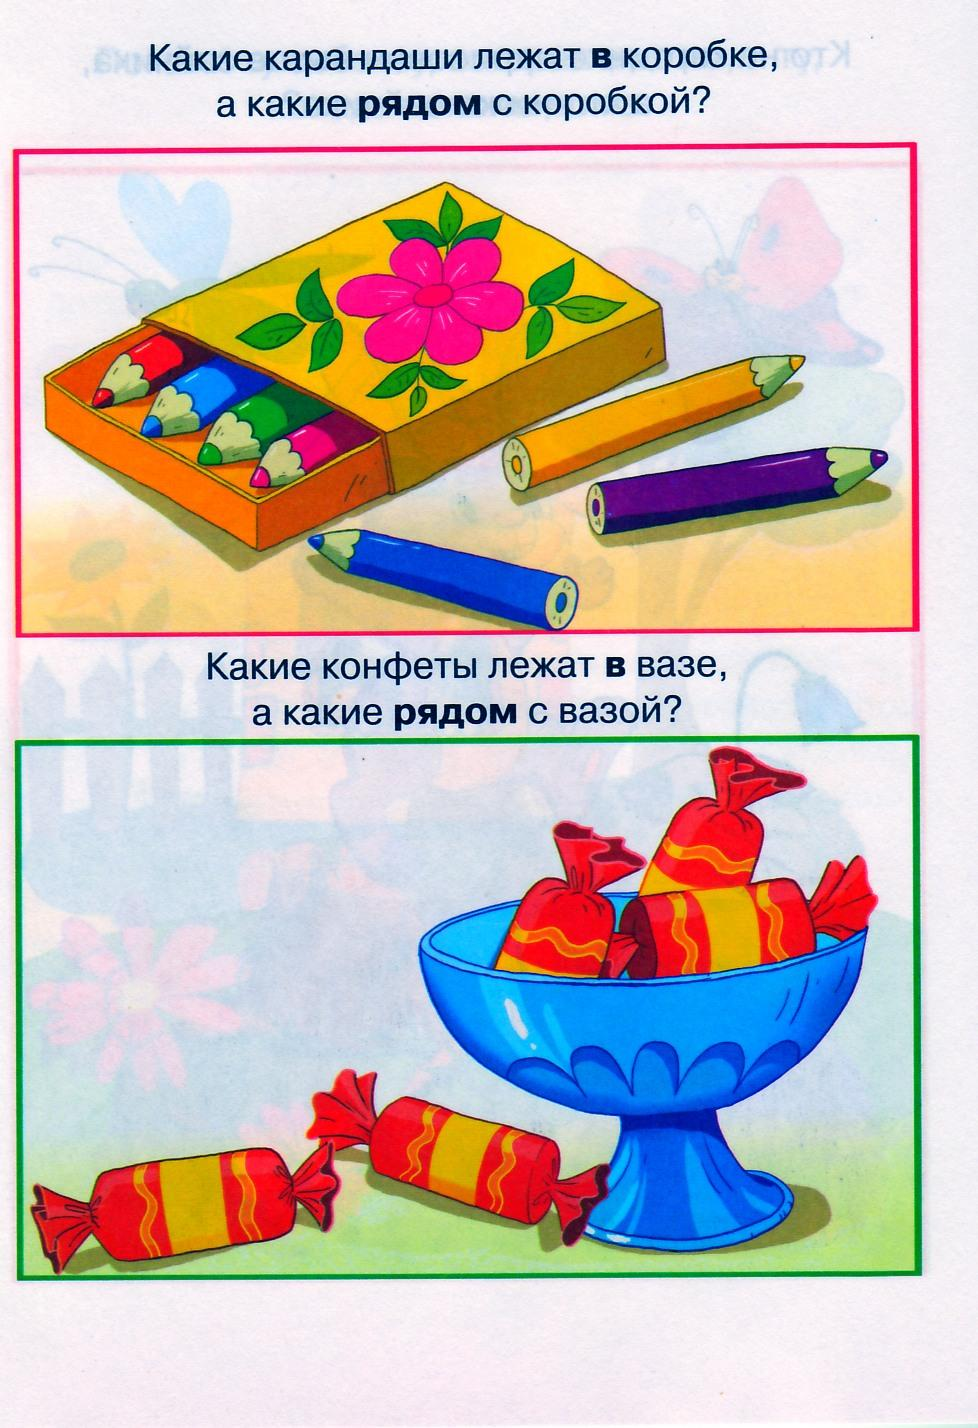 Какие карандаши лежат в коробке,
а какие рядом с коробкой?
Какие конфеты лежат в вазе,
а какие рядом с вазой?